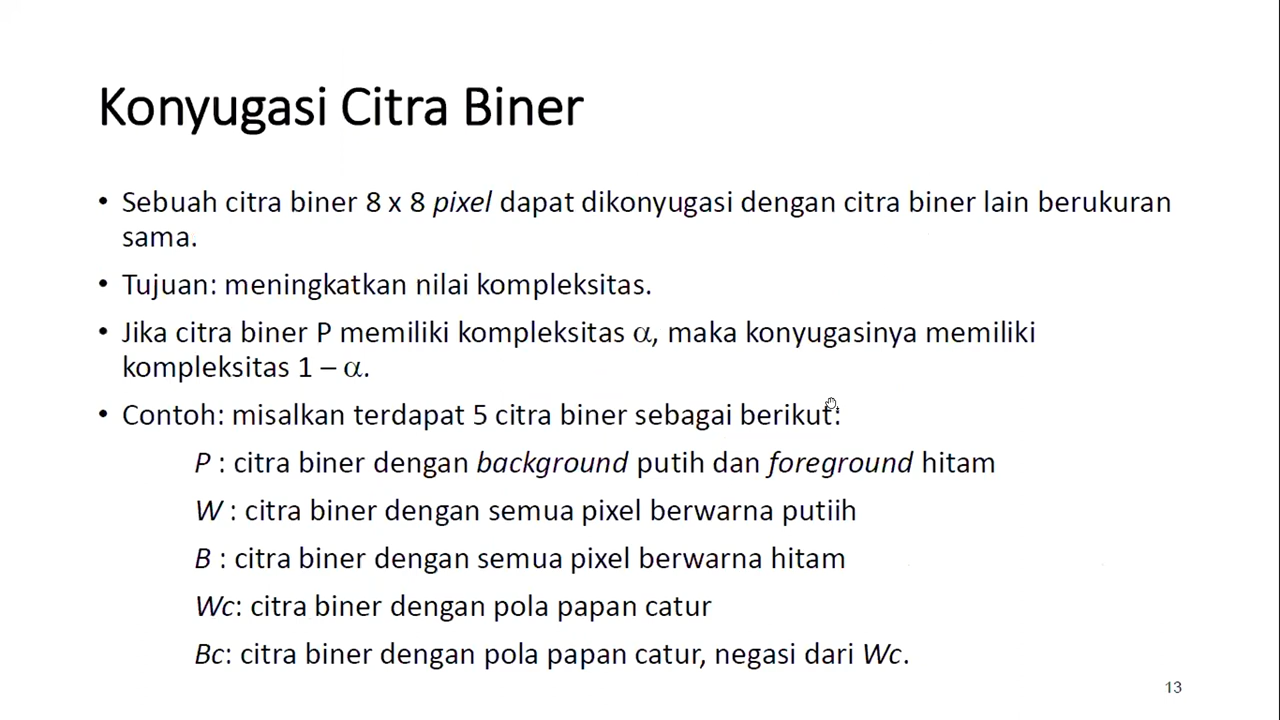 Konyugasi Citra Biner
• Sebuah citra biner 8 x 8 pixel dapat dikonyugasi dengan citra biner lain berukuran
sama.
• Tujuan: meningkatkan nilai kompleksitas.
• Jika citra biner P memiliki kompleksitas α, maka konyugasinya memiliki
kompleksitas 1 – α.
• Contoh: misalkan terdapat 5 citra biner sebagai berikut:
P : citra biner dengan background putih dan foreground hitam
W : citra biner dengan semua pixel berwarna putiih
B : citra biner dengan semua pixel berwarna hitam
Wc: citra biner dengan pola papan catur
Bc: citra biner dengan pola papan catur, negasi dari Wc.
13